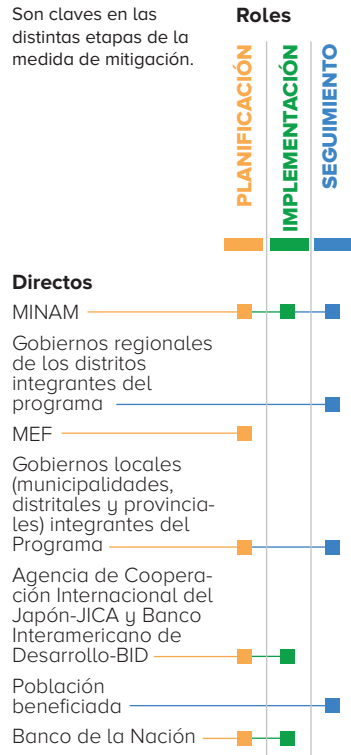 Son claves en las
distintas etapas de la
medida de mitigación.
Roles
PLANIFICACIÓN
IMPLEMENTACIÓN
SEGUIMIENTO
Directos
MINAM
Gobiernos regionales
de los distritos
integrantes del
programa
MEF
Gobiernos locales
(municipalidades,
distritales y provincia-
les) integrantes del
Programa
Agencia de Coopera-
ción Internacional del
Japón-JICA y Banco
Interamericano de
Desarrollo-BID
Población
beneficiada
Banco de la Nación